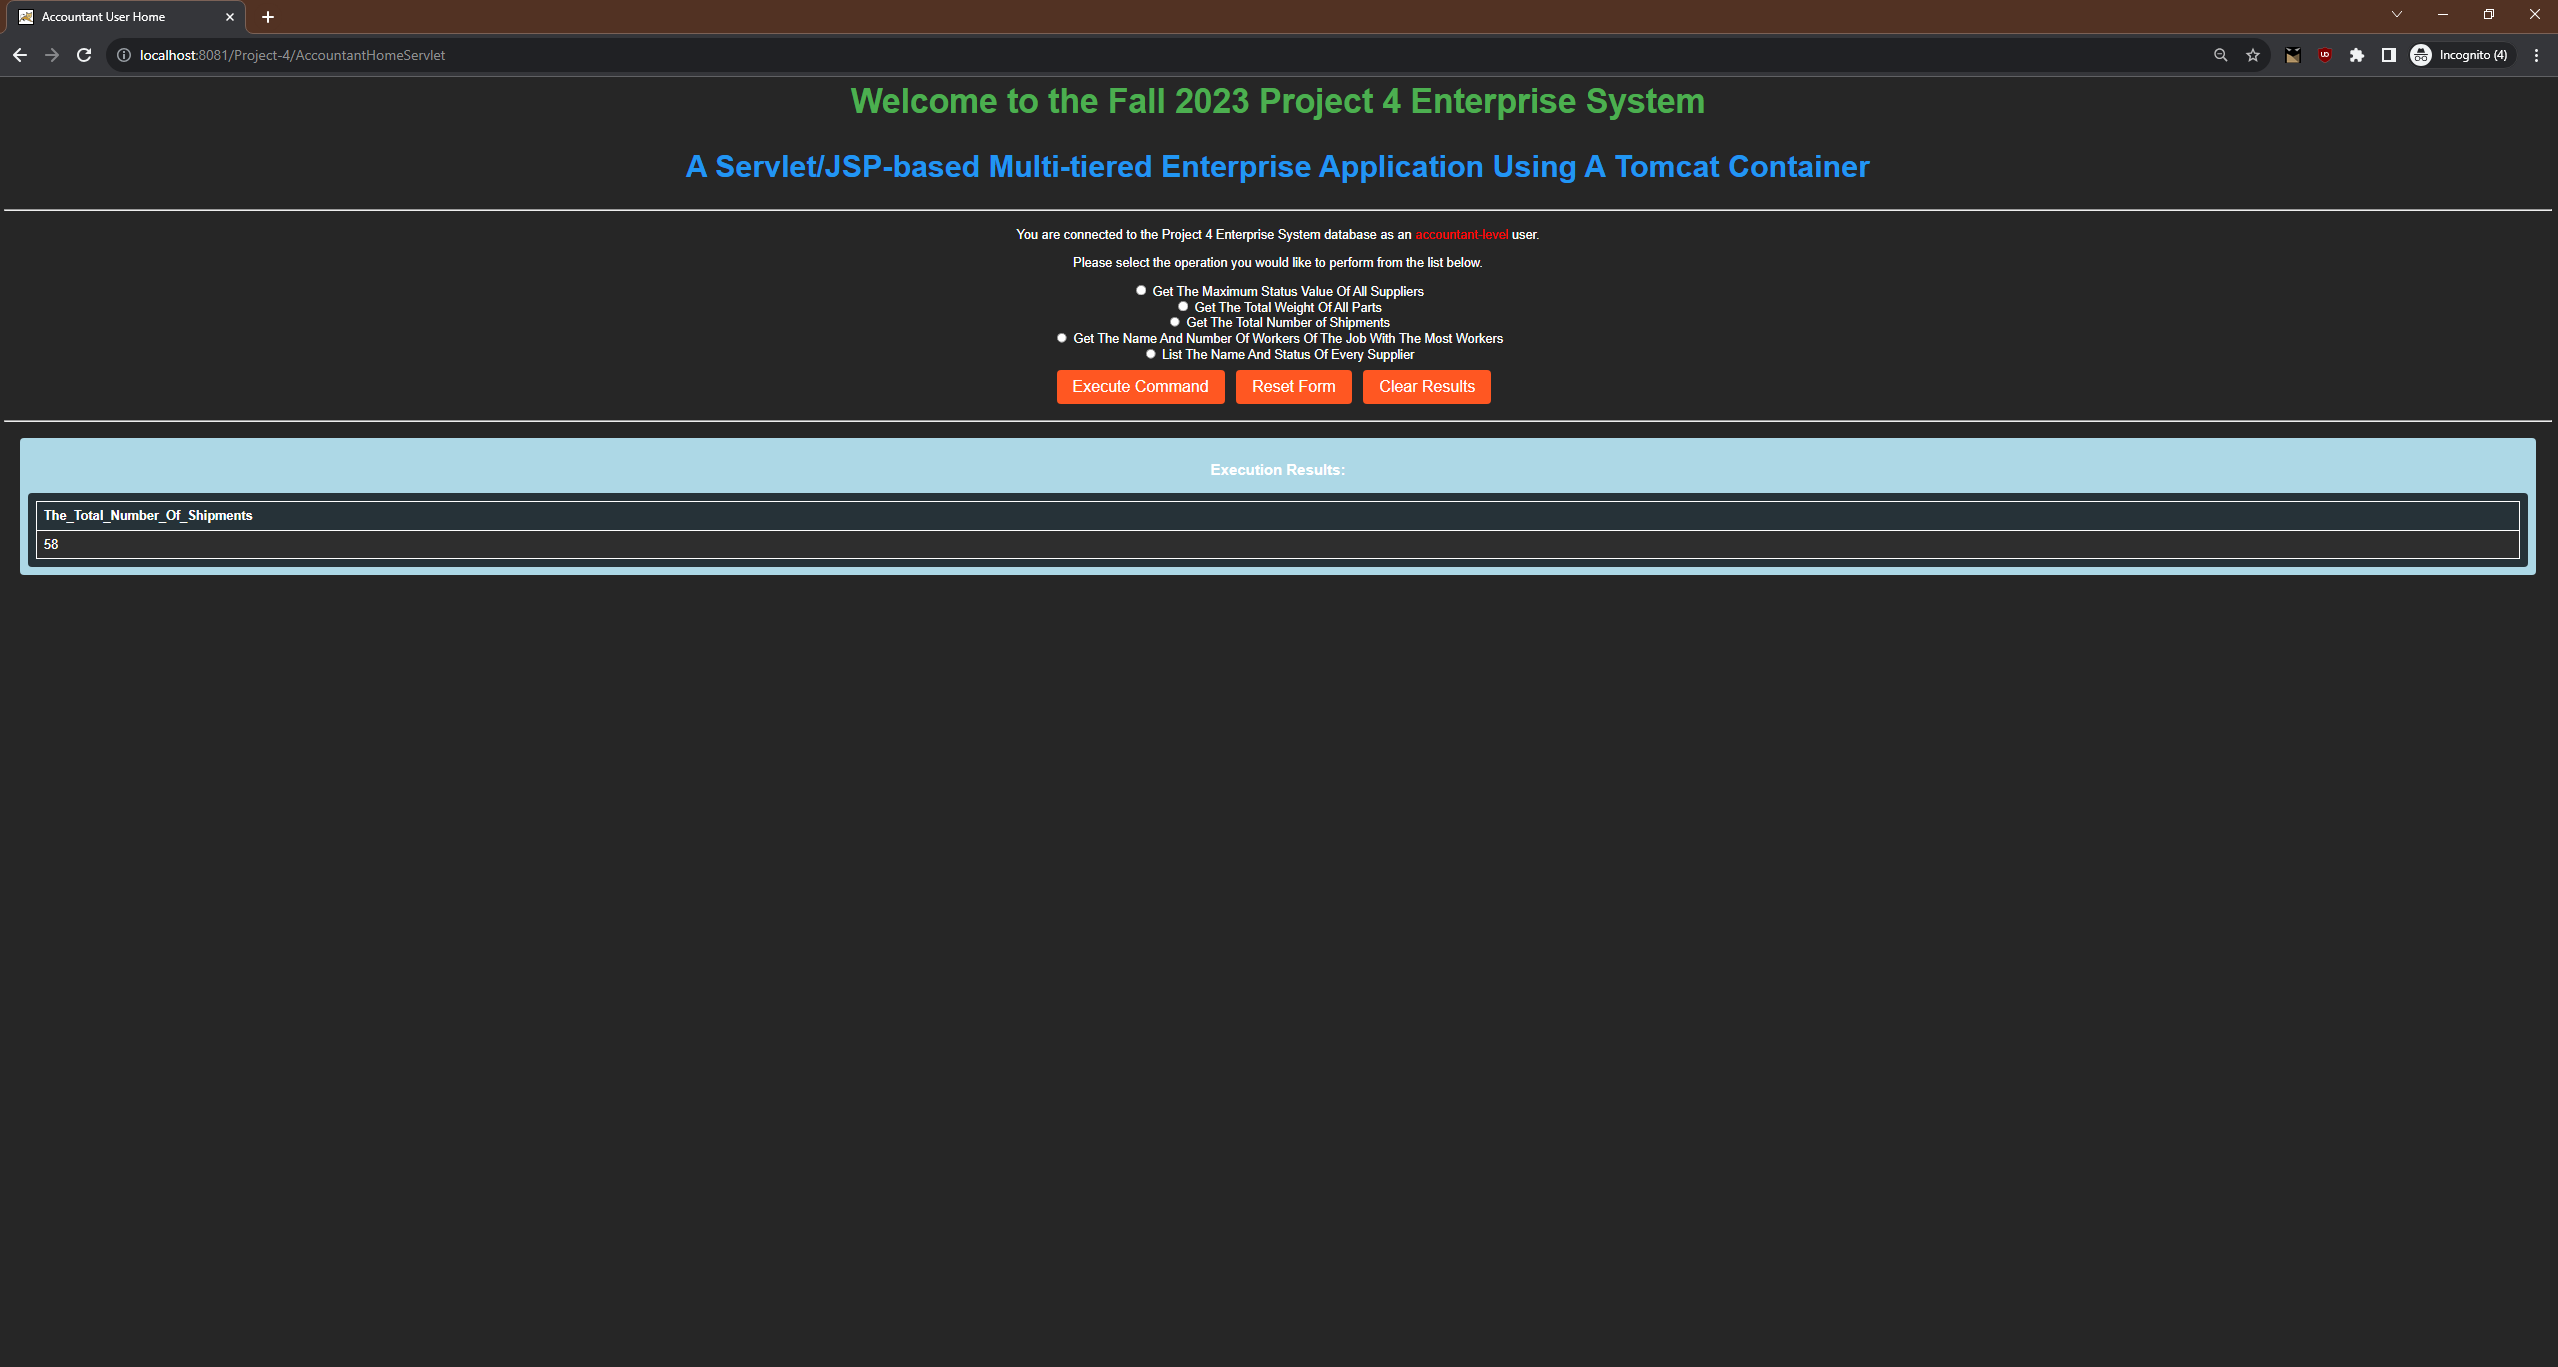 Accountant User Home
localhost:8081/Project-4/AccountantHomeServlet
Incognito (4)
Welcome to the Fall 2023 Project 4 Enterprise System
A Servlet/JSP-based Multi-tiered Enterprise Application Using A Tomcat Container
You are connected to the Project 4 Enterprise System database as an accountant-level user.
Please select the operation you would like to perform from the list below.
Get The Maximum Status Value Of All Suppliers
Get The Total Weight Of All Parts
Get The Total Number of Shipments
Get The Name And Number Of Workers Of The Job With The Most Workers
List The Name And Status Of Every Supplier
Execute Command Reset Form Clear Results
Execution Results:
The_Total_Number_Of_Shipments
58